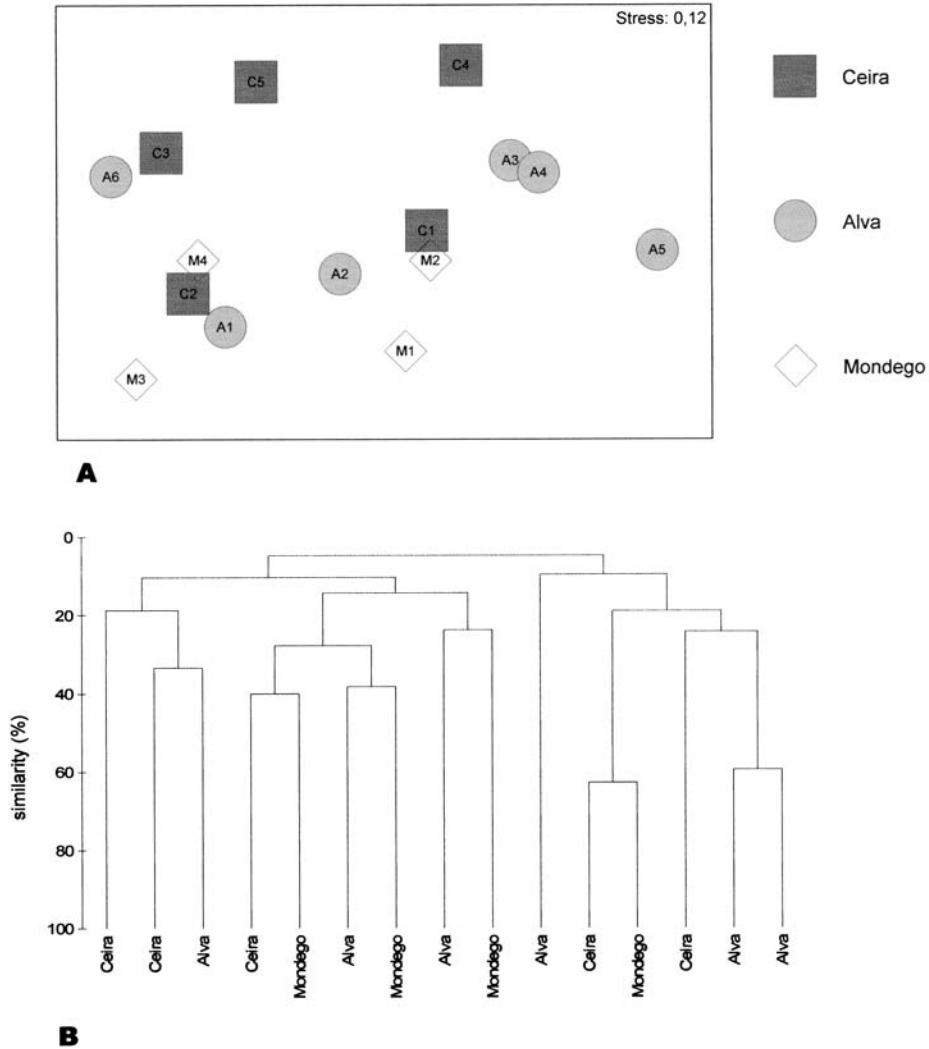 Stress: 0,12
C5
C4
Ceira
C3
A3
A4
A6
C1
Alva
M4
M2
A5
A2
C2
A1
M1
M3
Mondego
A
0
20
40
60
80
100
similarity (%)
Ceira
Ceira
Alva
Ceira
Mondego
Alva
Mondego
Alva
Mondego
Alva
Ceira
Mondego
Ceira
Alva
Alva
B